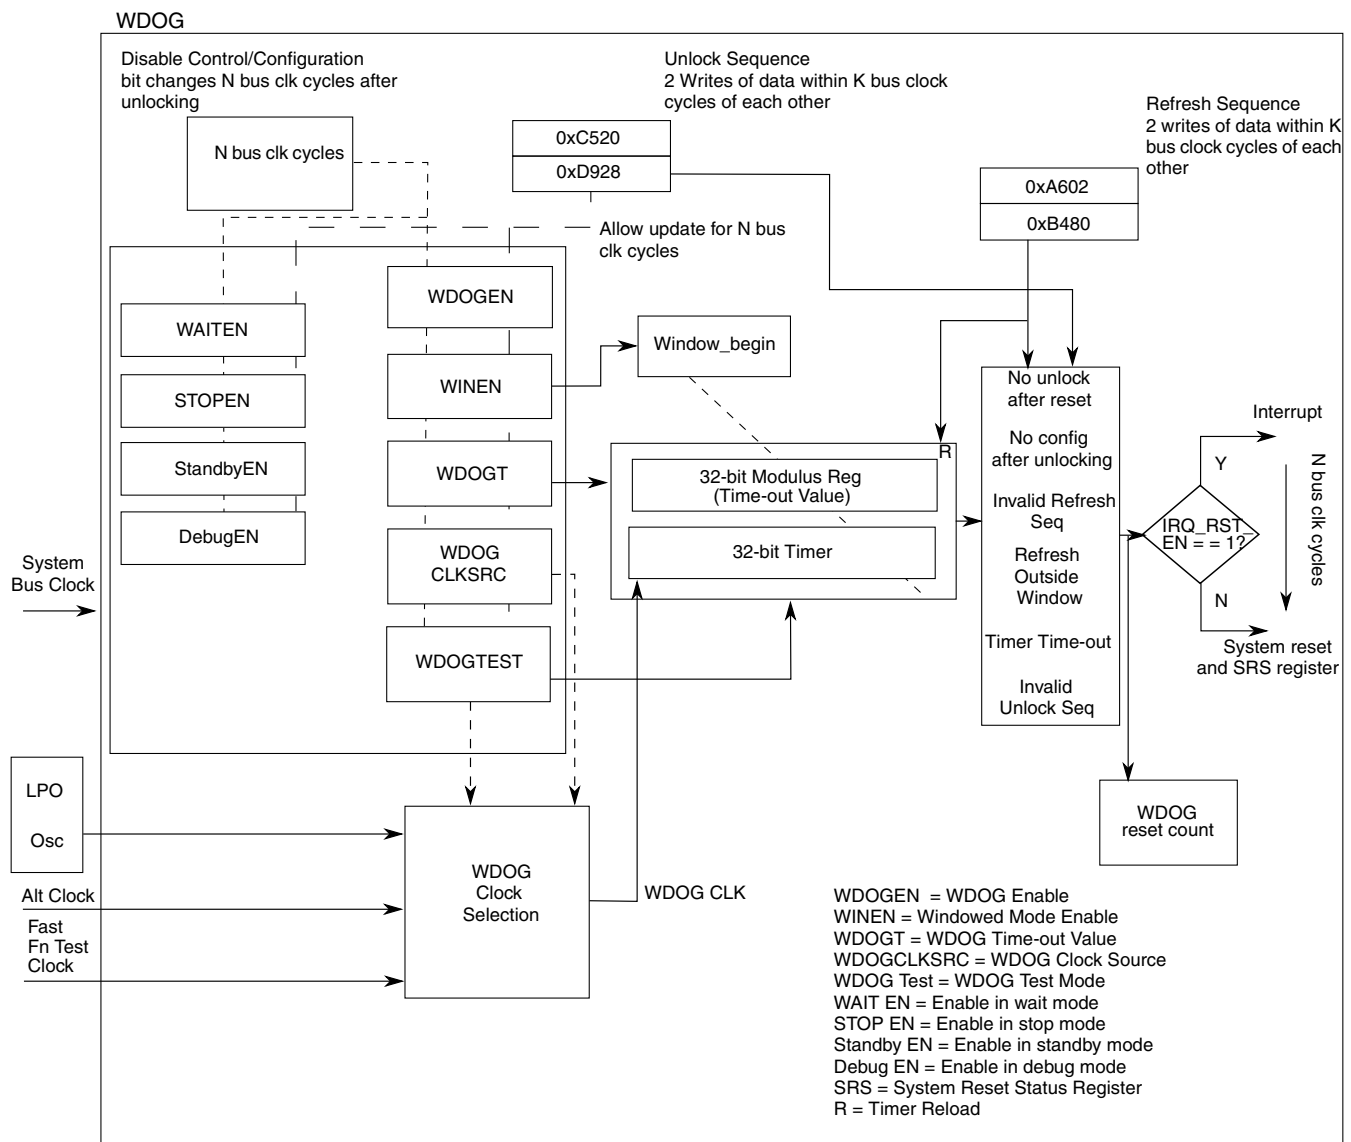 WDOG
Disable Control/Configuration
bit changes N bus clk cycles after
unlocking
Unlock Sequence
2 Writes of data within K bus clock
cycles of each other
Refresh Sequence
2 writes of data within K
bus clock cycles of each
other
N bus clk cycles
0xC520
0xD928
0xA602
0xB480
Allow update for N bus
clk cycles
WDOGEN
WAITEN
Window_begin
WINEN
STOPEN
No unlock
after reset
Interrupt
No config
after unlocking
R
Y
StandbyEN
WDOGT
32-bit Modulus Reg
(Time-out Value)
N bus clk cycles
Invalid Refresh
Seq
IRQ_RST_
EN = = 1?
DebugEN
WDOG
CLKSRC
32-bit Timer
Refresh
Outside
Window
System
Bus Clock
N
WDOGTEST
Timer Time-out
System reset
and SRS register
Invalid
Unlock Seq
LPO
Osc
WDOG
reset count
WDOG
Clock
Selection
WDOG CLK
Alt Clock
Fast
Fn Test
Clock
WDOGEN = WDOG Enable
WINEN = Windowed Mode Enable
WDOGT = WDOG Time-out Value
WDOGCLKSRC = WDOG Clock Source
WDOG Test = WDOG Test Mode
WAIT EN = Enable in wait mode
STOP EN = Enable in stop mode
Standby EN = Enable in standby mode
Debug EN = Enable in debug mode
SRS = System Reset Status Register
R = Timer Reload